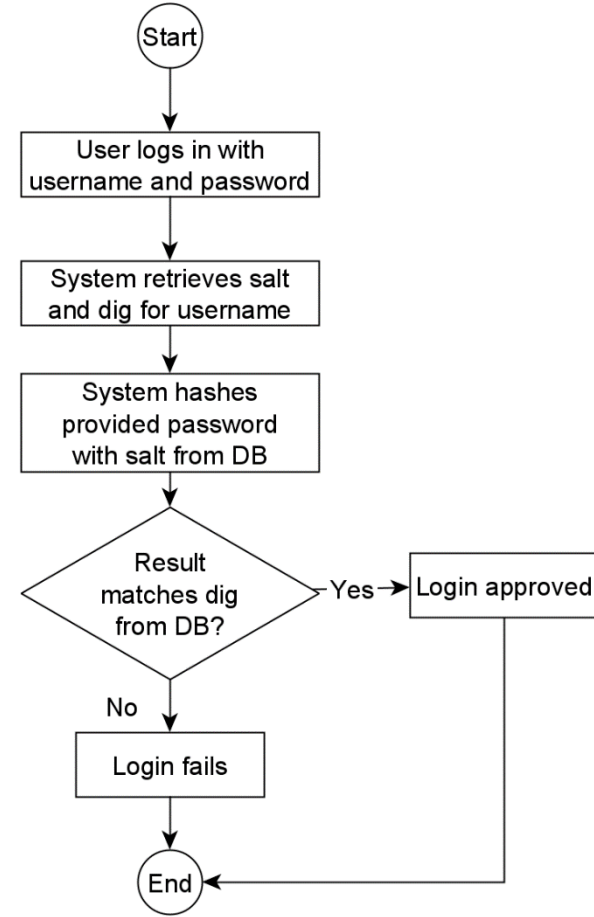 Start
User logs in with
username and password
System retrieves salt
and dig for username
System hashes
provided password
with salt from DB
Result
matches dig
from DB?
Yes
Login approved
No
Login fails
End